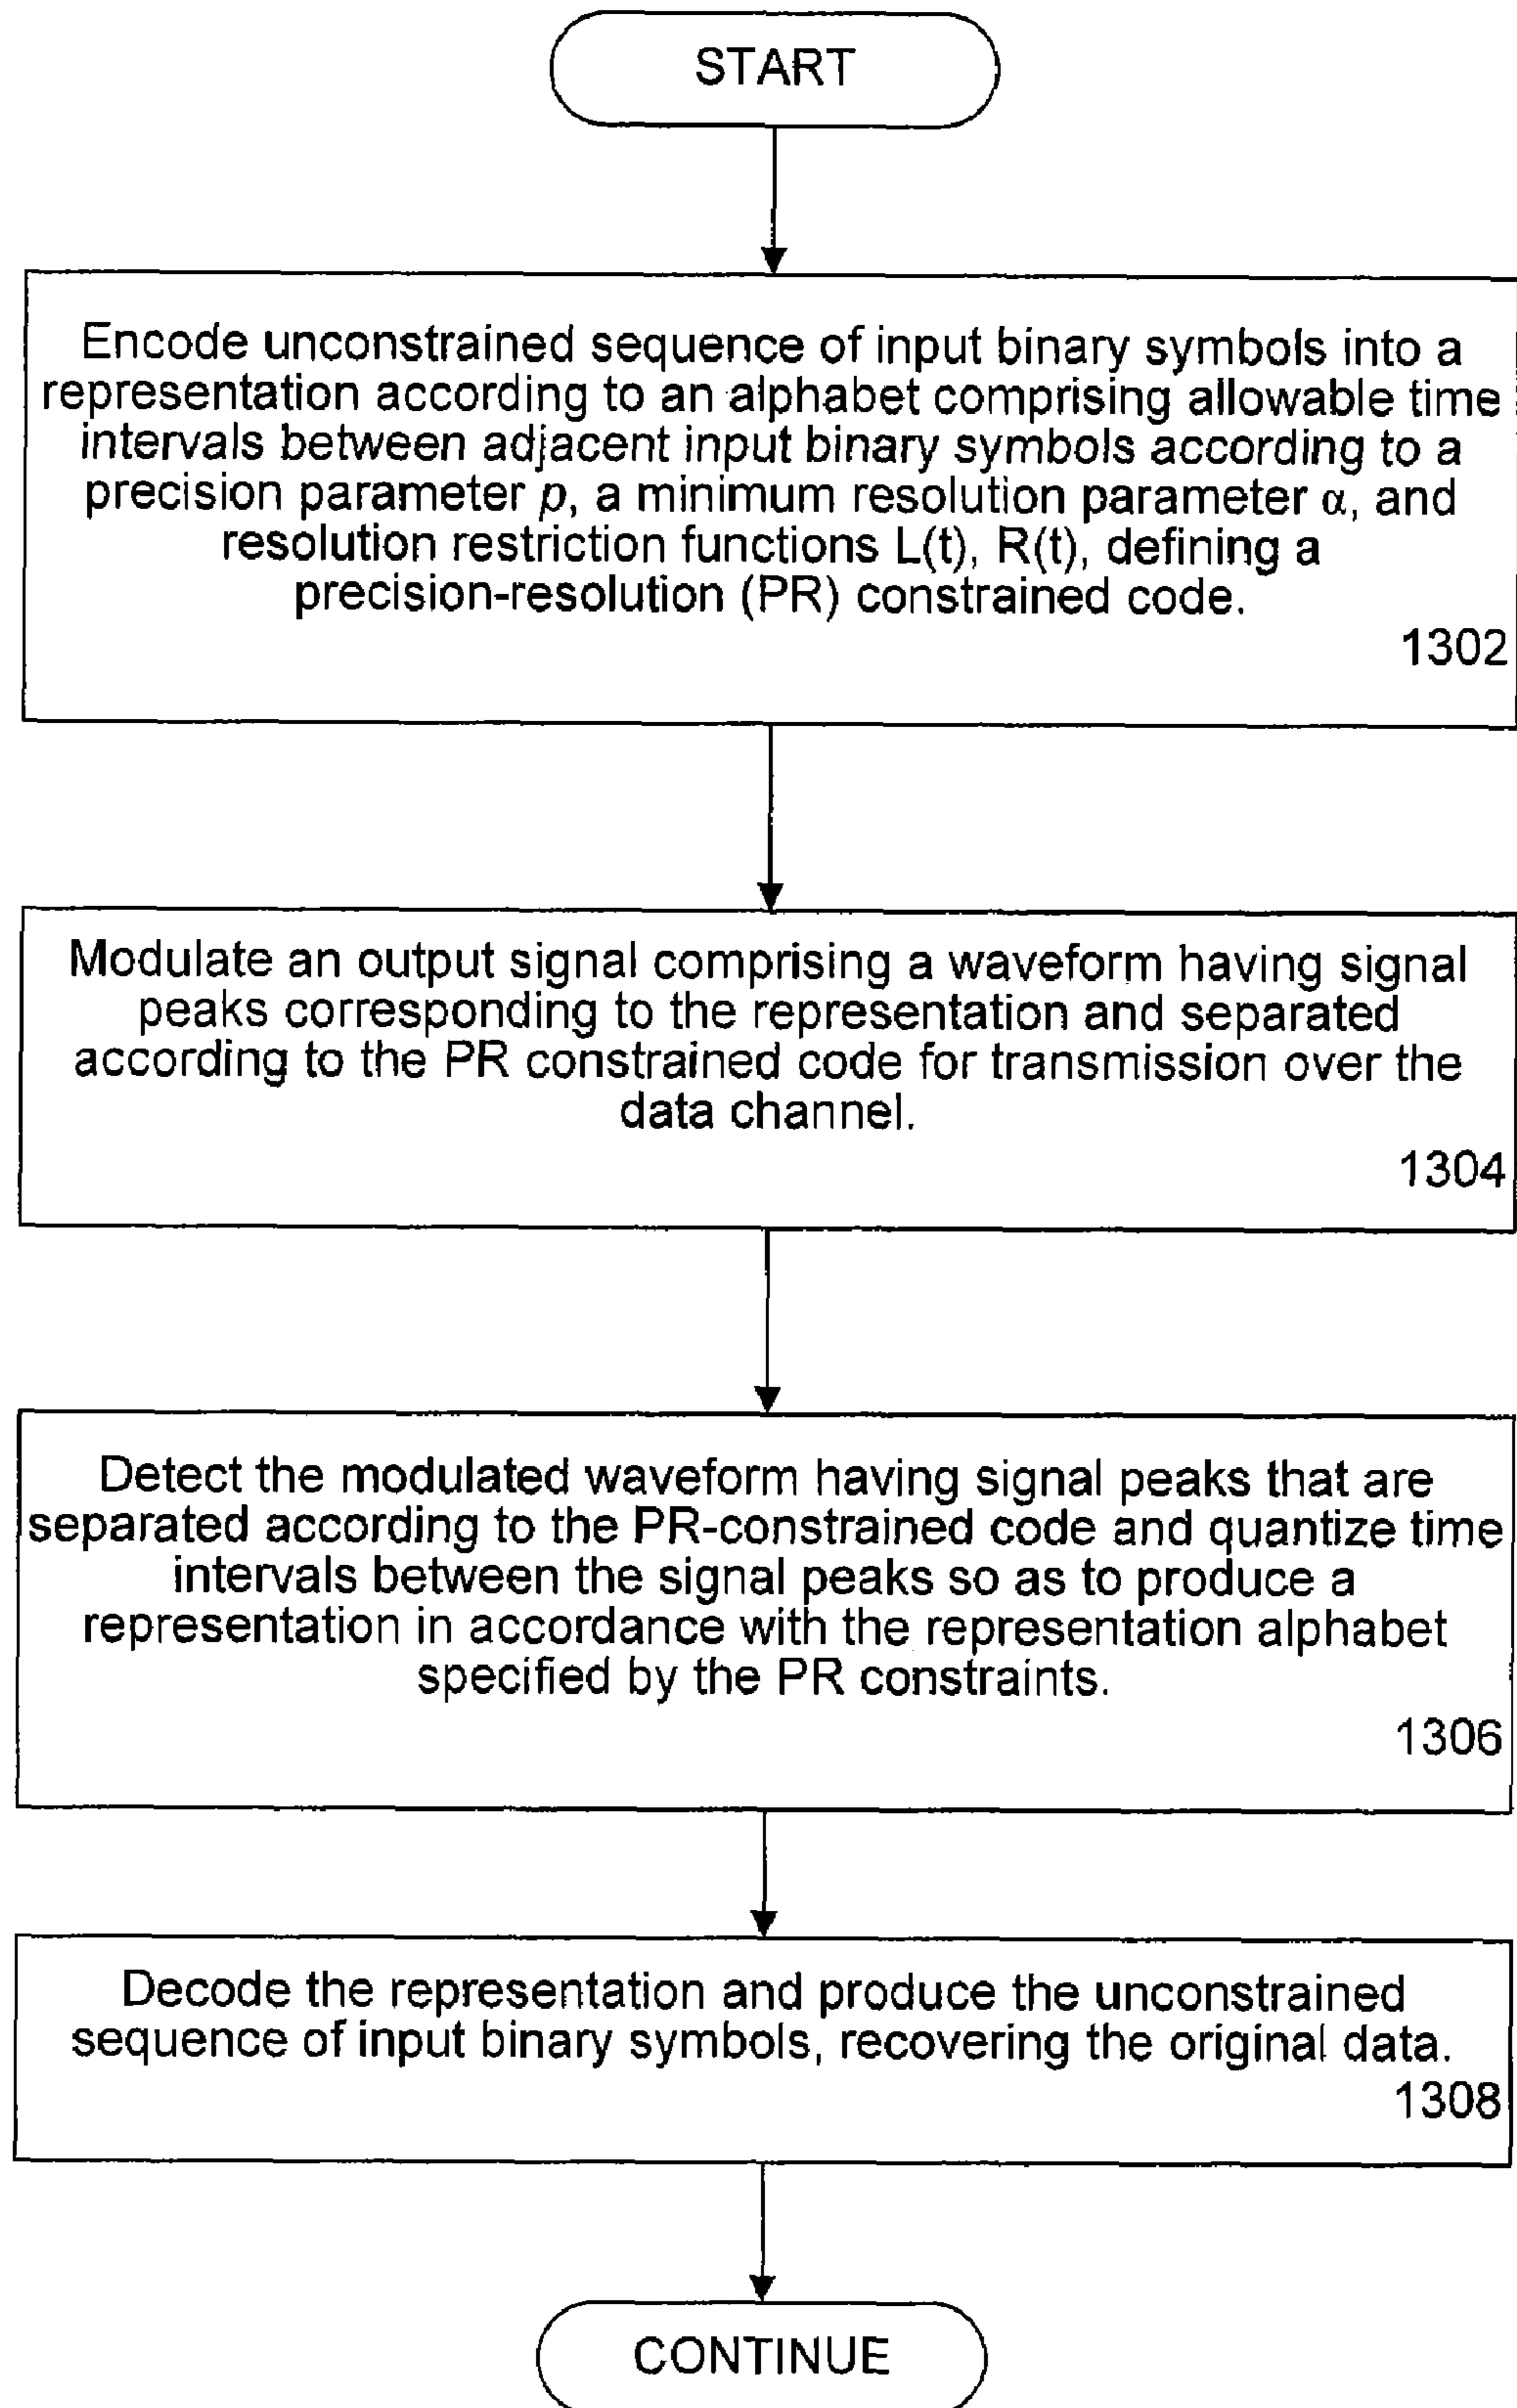 START
Encode unconstrained sequence of input binary symbols into a
representation according to an alphabet comprising allowable time
intervals between adjacent input binary symbols according to a
precision parameter p, a minimum resolution parameter α, and
resolution restriction functions L(t), R(t), defining a
precision-resolution (PR) constrained code.
1302
Modulate an output signal comprising a waveform having signal
peaks corresponding to the representation and separated
according to the PR constrained code for transmission over the
data channel.
1304
Detect the modulated waveform having signal peaks that are
separated according to the PR-constrained code and quantize time
intervals between the signal peaks so as to produce a
representation in accordance with the representation alphabet
specified by the PR constraints.
1306
Decode the representation and produce the unconstrained
sequence of input binary symbols, recovering the original data.
1308
CONTINUE